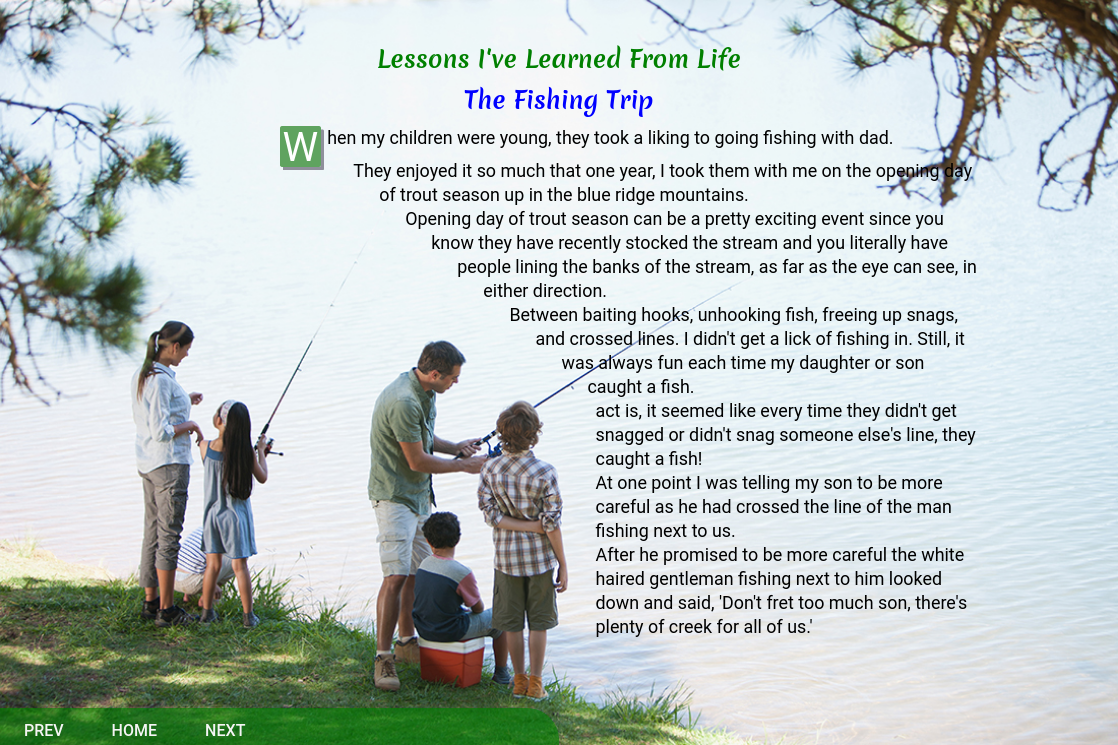 Lessons I've Learned From Life
The Fishing Trip
When my children were young, they took a liking to going fishing with dad.
They enjoyed it so much that one year, I took them with me on the opening day
of trout season up in the blue ridge mountains.
Opening day of trout season can be a pretty exciting event since you
know they have recently stocked the stream and you literally have
people lining the banks of the stream, as far as the eye can see, in
either direction.
Between baiting hooks, unhooking fish, freeing up snags,
and crossed lines. I didn't get a lick of fishing in. Still, it
was always fun each time my daughter or son
caught a fish.
act is, it seemed like every time they didn't get
snagged or didn't snag someone else's line, they
caught a fish!
At one point I was telling my son to be more
careful as he had crossed the line of the man
fishing next to us.
After he promised to be more careful the white
haired gentleman fishing next to him looked
down and said, 'Don't fret too much son, there's
plenty of creek for all of us.'
PREV HOME NEXT